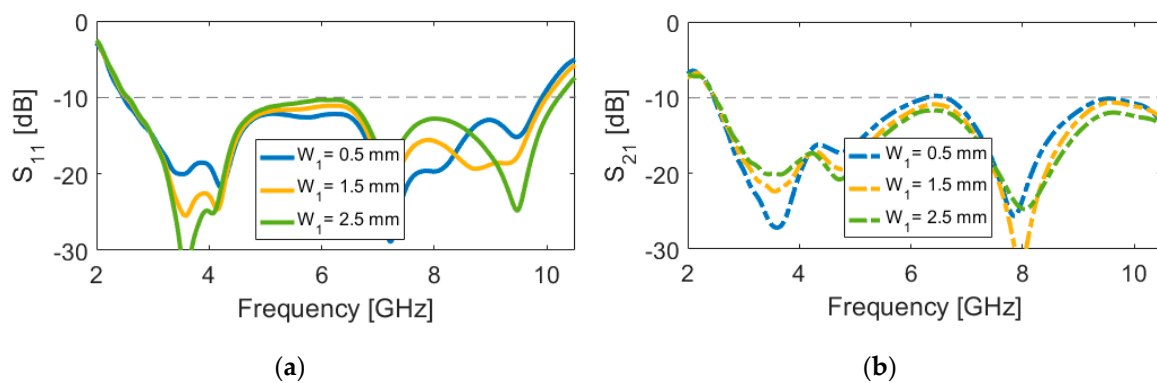 0
-10
-20
-30
S11 [dB]
W1= 0.5 mm
W1= 1.5 mm
W1= 2.5 mm
2
4
6
8
10
Frequency [GHz]
(a)
0
-10
-20
-30
S21 [dB]
W1= 0.5 mm
W1= 1.5 mm
W1= 2.5 mm
2
4
6
8
10
Frequency [GHz]
(b)